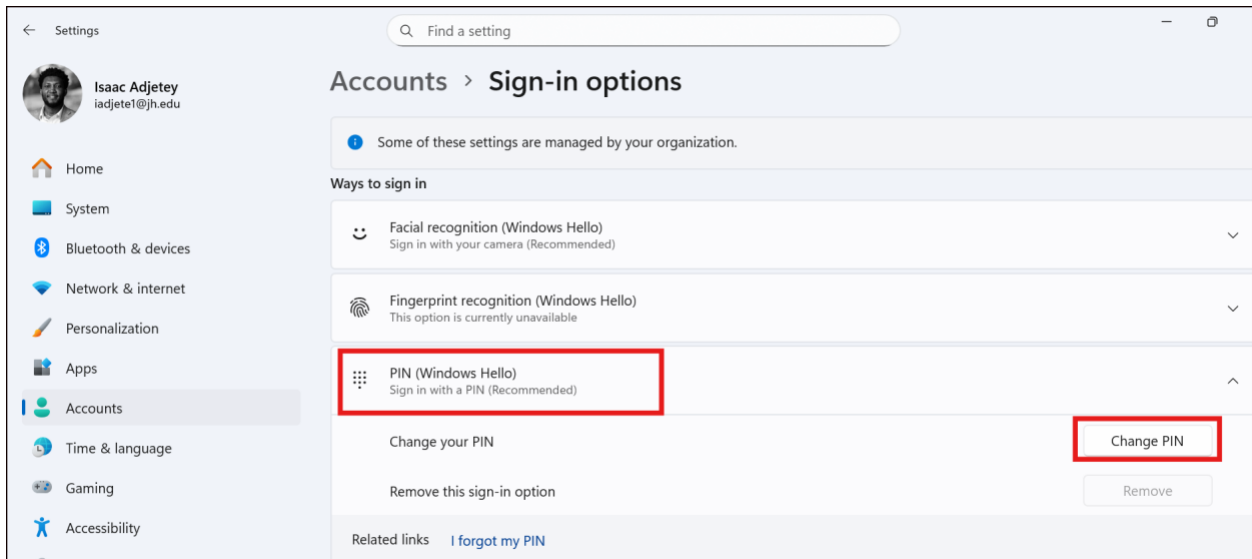 Settings
Find a setting
Isaac Adjetey
iadjete1@jh.edu
Home
System
Bluetooth & devices
Network & internet
Personalization
Apps
Accounts
Time & language
Gaming
Accessibility
Accounts > Sign-in options
Some of these settings are managed by your organization.
Ways to sign in
Facial recognition (Windows Hello)
Sign in with your camera (Recommended)
Fingerprint recognition (Windows Hello)
This option is currently unavailable
PIN (Windows Hello)
Sign in with a PIN (Recommended)
Change your PIN
Change PIN
Remove this sign-in option
Remove
Related links I forgot my PIN